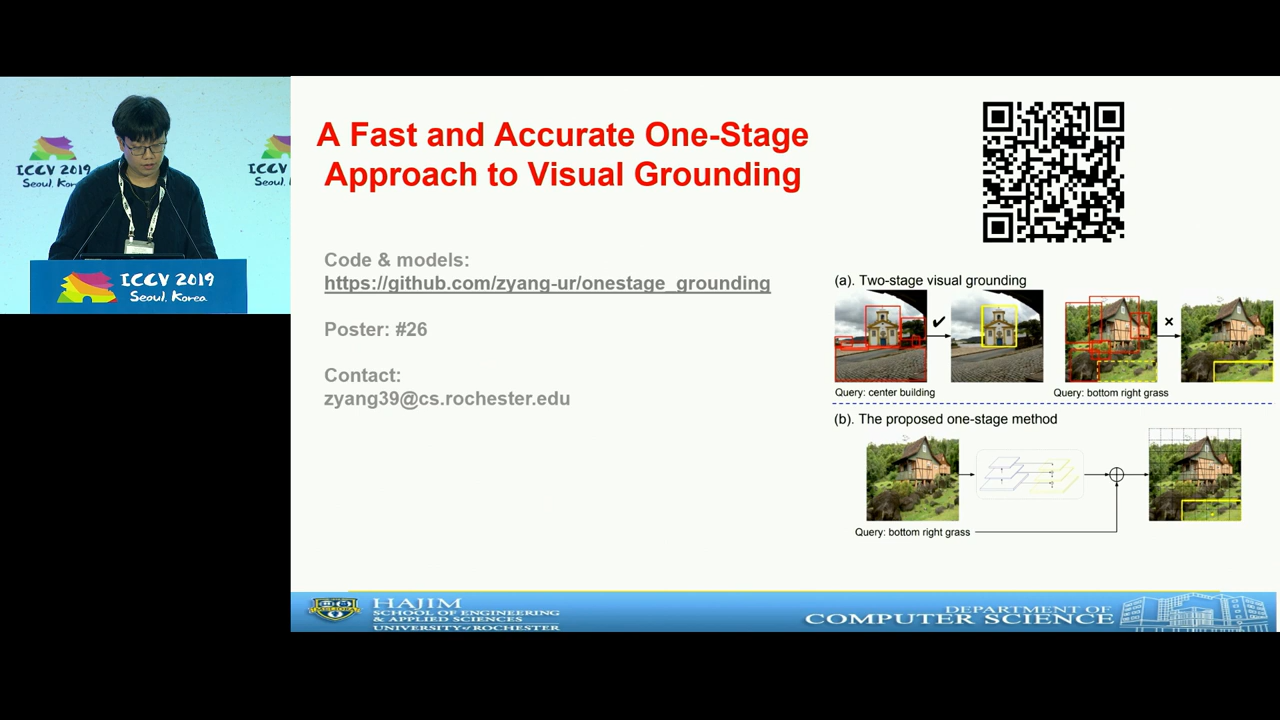 ICCV 2019
Seoul, Kor
ICCV
Seoul,
ICCV 2019
Seoul, Korea
A Fast and Accurate One-Stage
Approach to Visual Grounding
Code & models:
https://github.com/zyang-ur/onestage_grounding
Poster: #26
Contact:
zyang39@cs.rochester.edu
(a). Two-stage visual grounding
Query: center building
Query: bottom right grass
(b). The proposed one-stage method
Query: bottom right grass
HAJIM
SCHOOL OF ENGINEERING
& APPLIED SCIENCES
UNIVERSITY of ROCHESTER
DEPARTMENT OF
COMPUTER SCIENCE